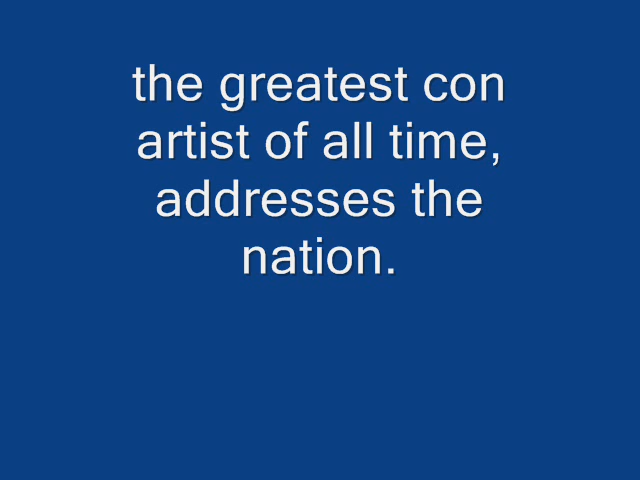 the greatest con
artist of all time,
addresses the
nation.